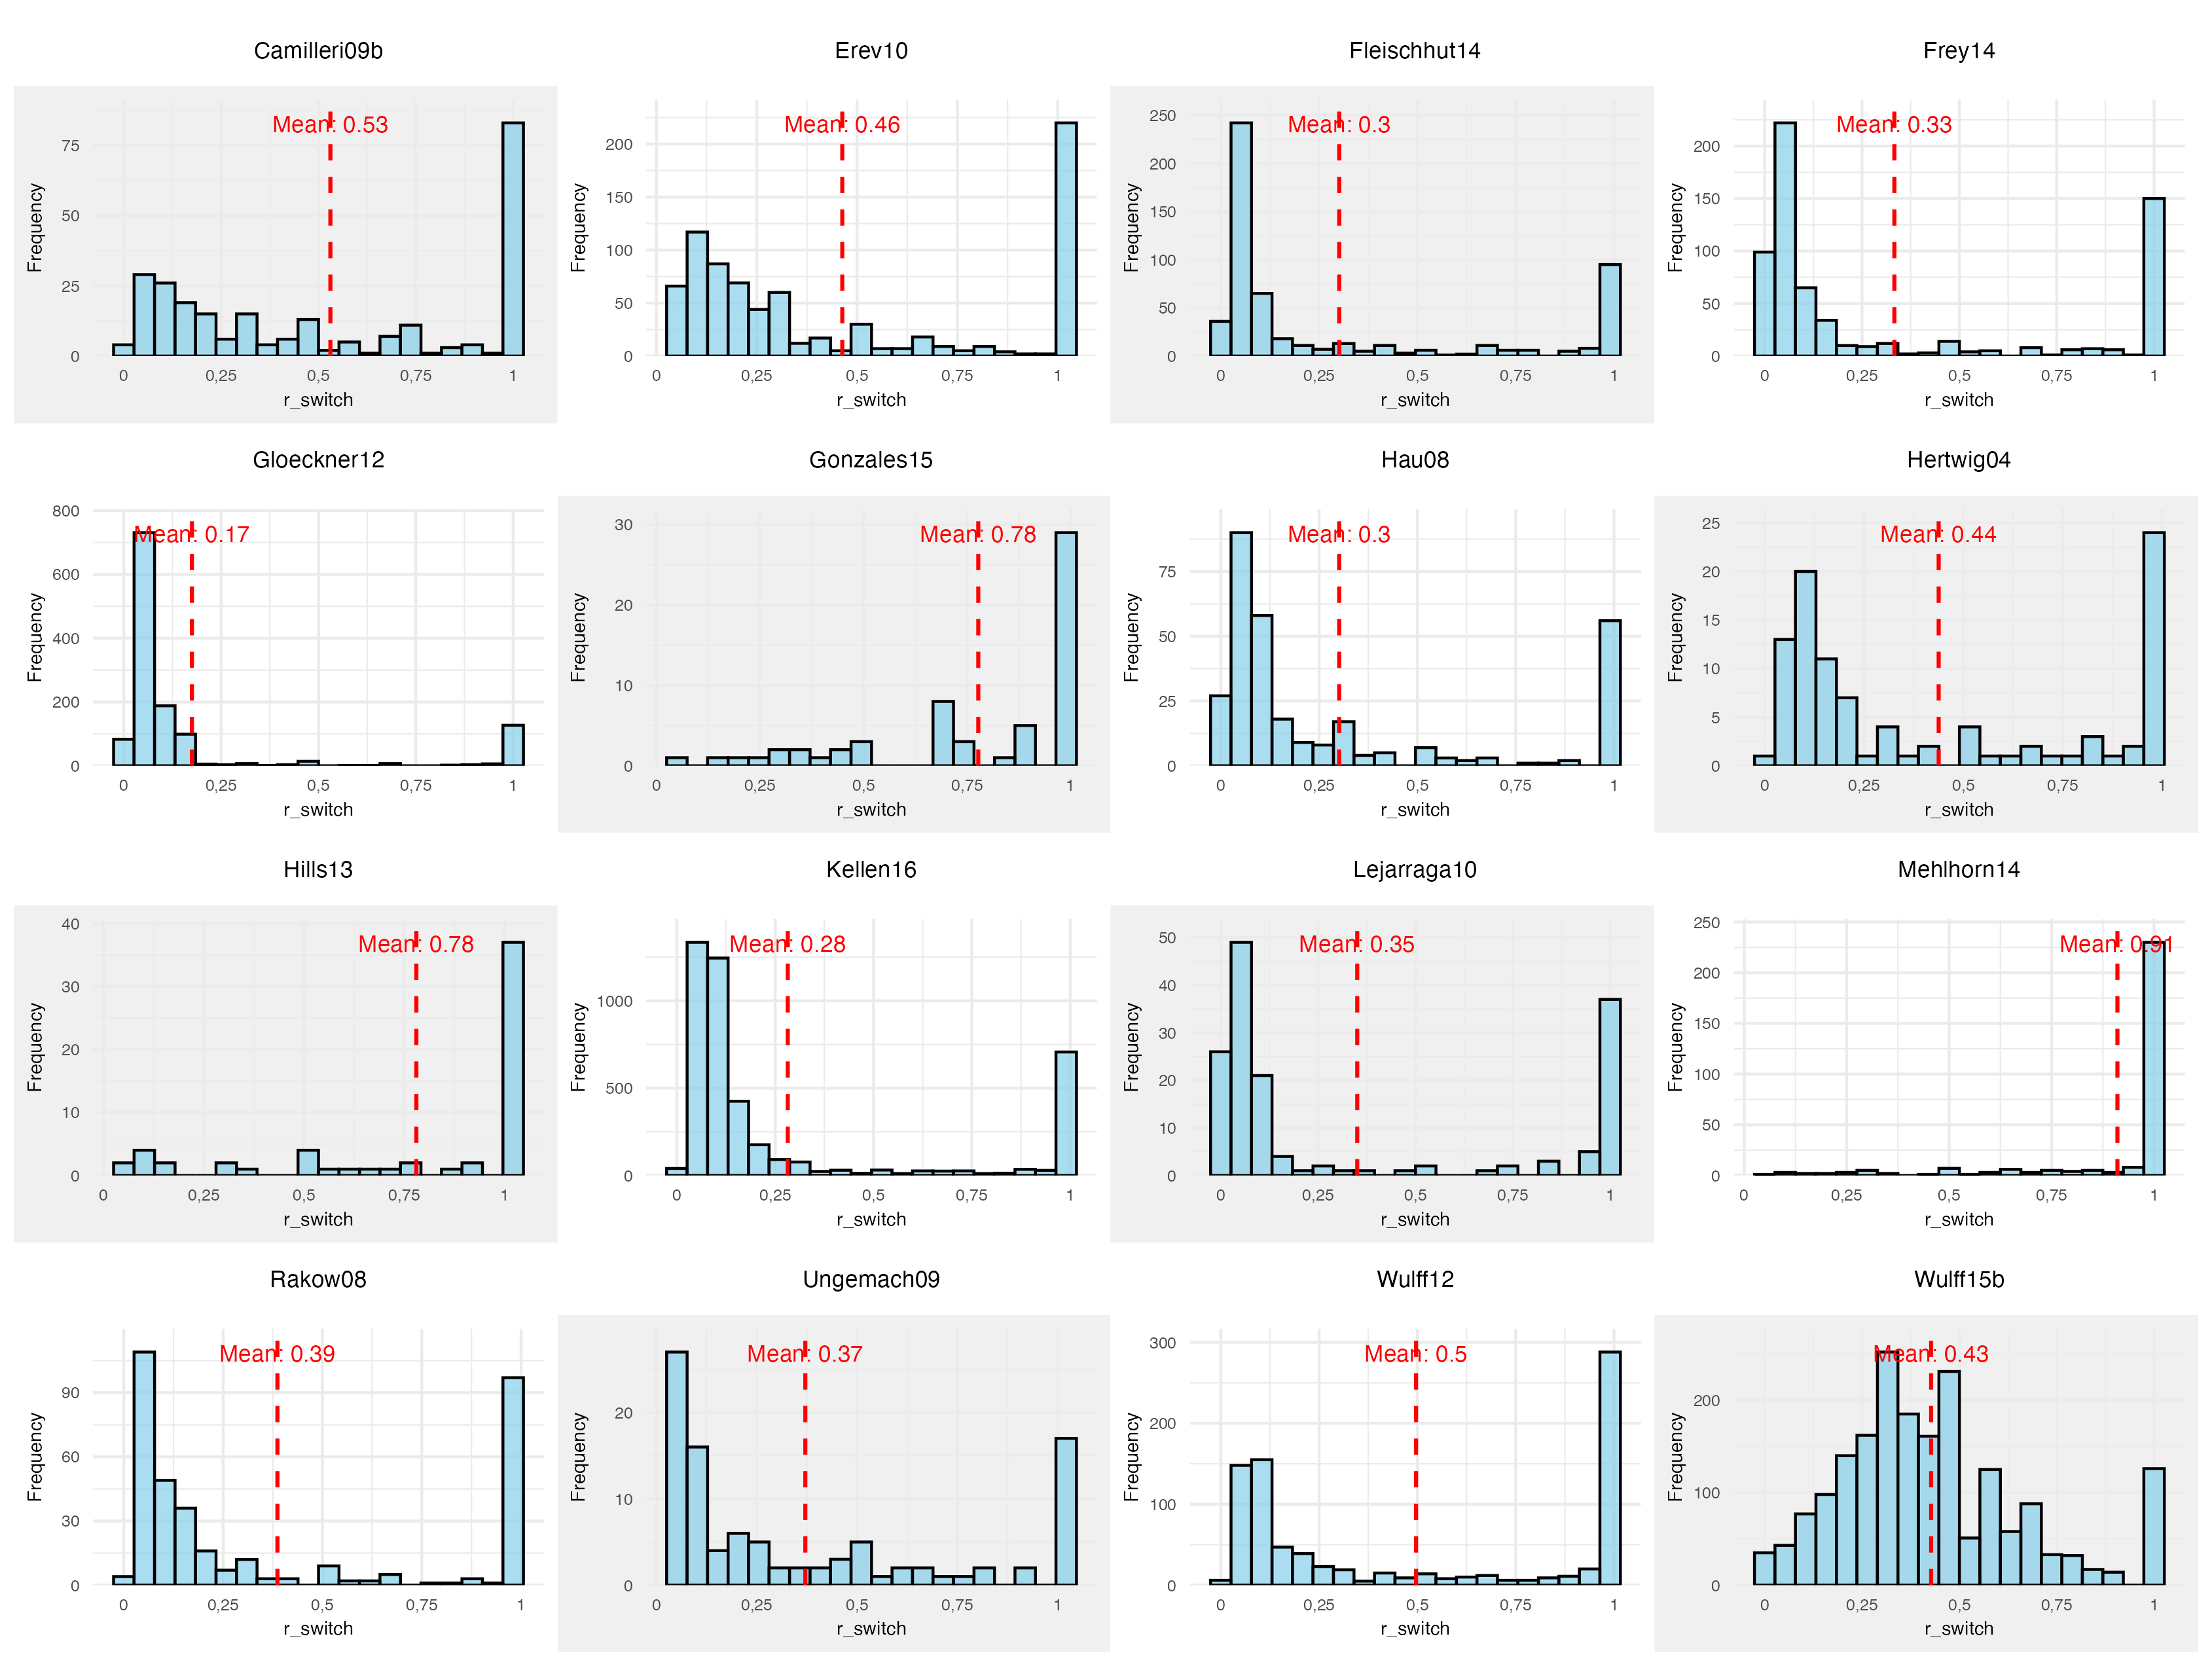 Camilleri09b
Mean: 0.53
Frequency
75
50
25
0
0 0,25 0,5 0,75 1
r_switch
Erev10
Mean: 0.46
Frequency
200
150
100
50
0
0 0,25 0,5 0,75 1
r_switch
Fleischhut14
Mean: 0.3
Frequency
250
200
150
100
50
0
0 0,25 0,5 0,75 1
r_switch
Frey14
Mean: 0.33
Frequency
200
150
100
50
0
0 0,25 0,5 0,75 1
r_switch
Gloeckner12
Mean: 0.17
Frequency
800
600
400
200
0
0 0,25 0,5 0,75 1
r_switch
Gonzales15
Mean: 0.78
Frequency
30
20
10
0
0 0,25 0,5 0,75 1
r_switch
Hau08
Mean: 0.3
Frequency
75
50
25
0
0 0,25 0,5 0,75 1
r_switch
Hertwig04
Mean: 0.44
Frequency
25
20
15
10
5
0
0 0,25 0,5 0,75 1
r_switch
Hills13
Mean: 0.78
Frequency
40
30
20
10
0
0 0,25 0,5 0,75 1
r_switch
Kellen16
Mean: 0.28
Frequency
1000
500
0
0 0,25 0,5 0,75 1
r_switch
Lejarraga10
Mean: 0.35
Frequency
50
40
30
20
10
0
0 0,25 0,5 0,75 1
r_switch
Mehlhorn14
Mean: 0.91
Frequency
250
200
150
100
50
0
0 0,25 0,5 0,75 1
r_switch
Rakow08
Mean: 0.39
Frequency
90
60
30
0
0 0,25 0,5 0,75 1
r_switch
Ungemach09
Mean: 0.37
Frequency
20
10
0
0 0,25 0,5 0,75 1
r_switch
Wulff12
Mean: 0.5
Frequency
300
200
100
0
0 0,25 0,5 0,75 1
r_switch
Wulff15b
Mean: 0.43
Frequency
200
100
0
0 0,25 0,5 0,75 1
r_switch